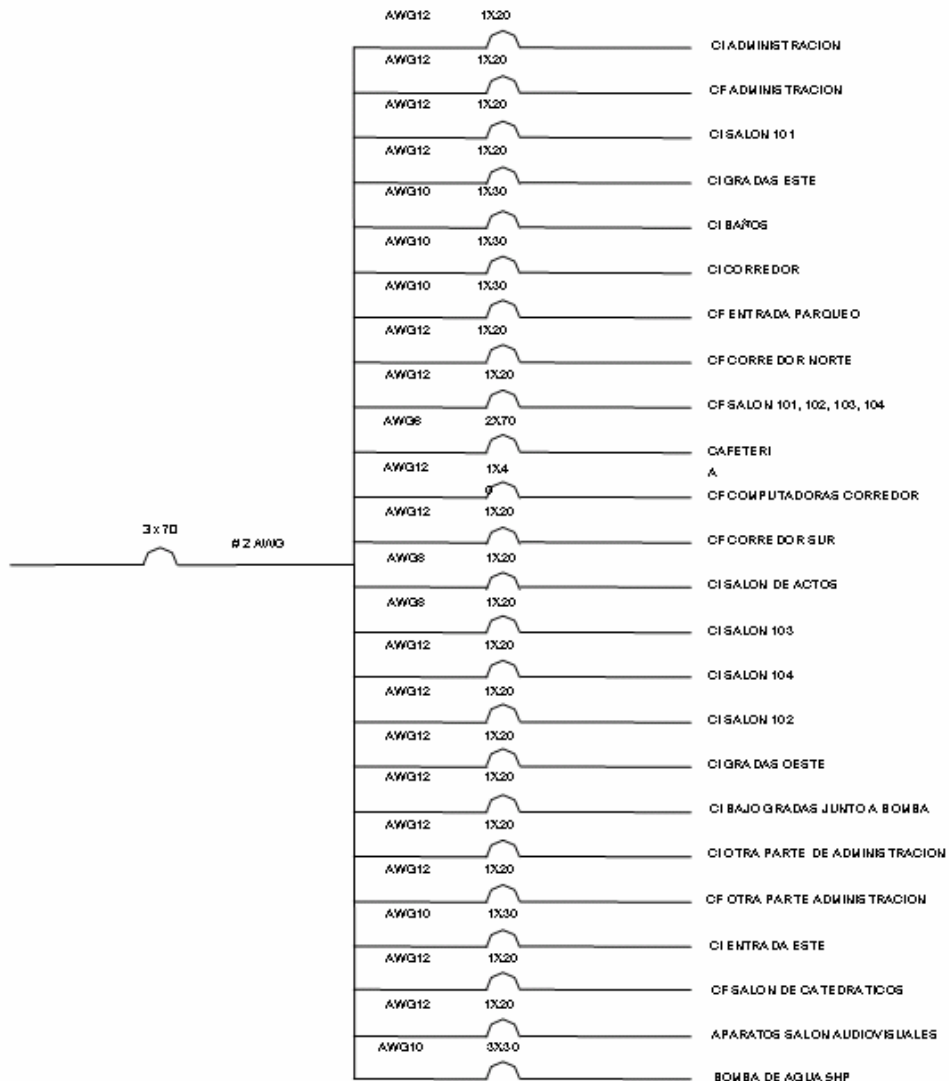 AWG12 1X20
CI ADMINISTRACION
AWG12 1X20
CF ADMINISTRACION
AWG12 1X20
CI SALON 101
AWG12 1X20
CI GRADAS ESTE
AWG10 1X30
CI BAÑOS
AWG10 1X30
CI CORREDOR
AWG10 1X30
CF ENTRADA PARQUEO
AWG12 1X20
CF CORREDOR NORTE
AWG12 1X20
CF SALON 101, 102, 103, 104
AWG6 2X70
CAFETERI
A
AWG12 1X4
0
CF COMPUTADORAS CORREDOR
AWG12 1X20
CF CORREDOR SUR
3 x 70 # 2 AWG
AWG8 1X20
CI SALON DE ACTOS
AWG8 1X20
CI SALON 103
AWG12 1X20
CI SALON 104
AWG12 1X20
CI SALON 102
AWG12 1X20
CI GRADAS OESTE
AWG12 1X20
CI BAJO GRADAS JUNTO A BOMBA
AWG12 1X20
CI OTRA PARTE DE ADMINISTRACION
AWG12 1X20
CF OTRA PARTE ADMINISTRACION
AWG10 1X30
CI ENTRADA ESTE
AWG12 1X20
CF SALON DE CATEDRATICOS
AWG12 1X20
APARATOS SALON AUDIOVISUALES
AWG10 3X30
BOMBA DE AGUA 5HP